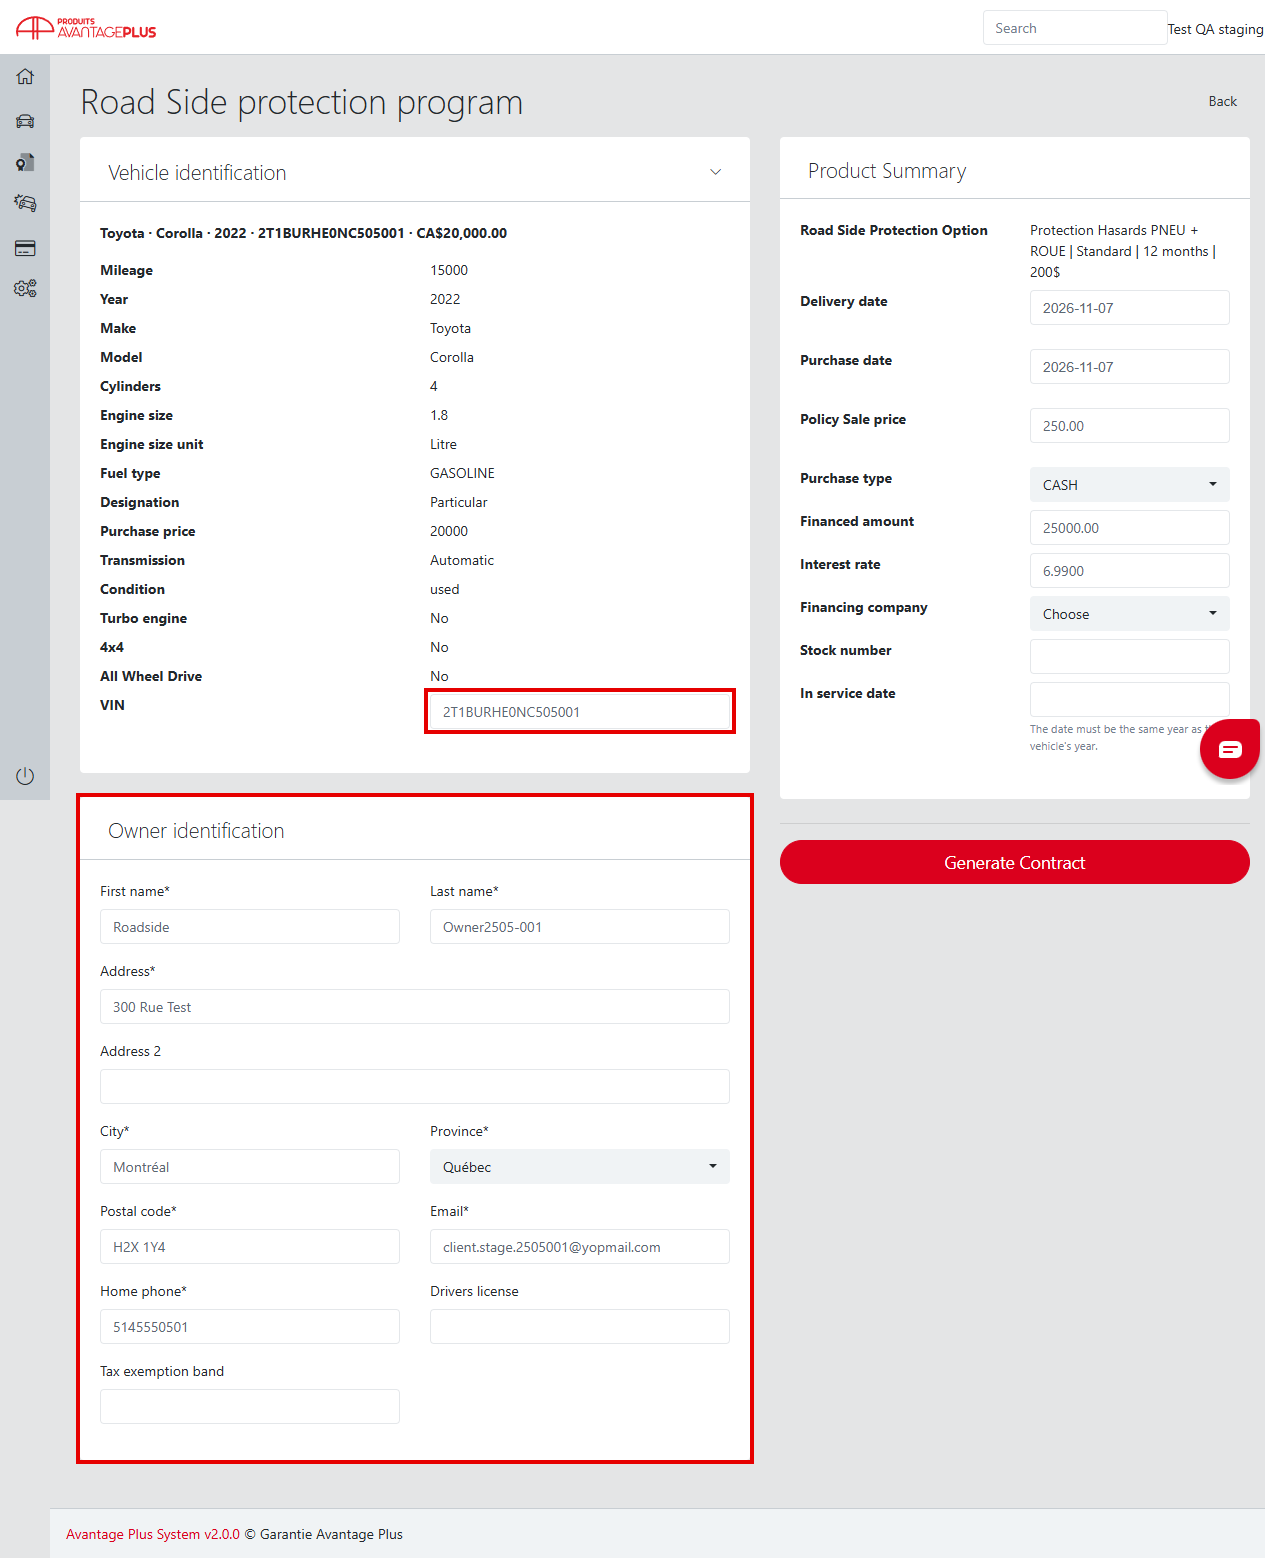 PRODUITS
AVANTAGEPLUS
Search
Test QA staging
Road Side protection program
Back
Vehicle identification
Toyota · Corolla · 2022 · 2T1BURHE0NC505001 · CA$20,000.00
Mileage 15000
Year 2022
Make Toyota
Model Corolla
Cylinders 4
Engine size 1.8
Engine size unit Litre
Fuel type GASOLINE
Designation Particular
Purchase price 20000
Transmission Automatic
Condition used
Turbo engine No
4x4 No
All Wheel Drive No
VIN 2T1BURHE0NC505001
Product Summary
Road Side Protection Option Protection Hasards PNEU +
ROUE | Standard | 12 months |
200$
Delivery date 2026-11-07
Purchase date 2026-11-07
Policy Sale price 250.00
Purchase type CASH
Financed amount 25000.00
Interest rate 6.9900
Financing company Choose
Stock number
In service date
The date must be the same year as
vehicle's year.
Generate Contract
Owner identification
First name* Last name*
Roadside Owner2505-001
Address*
300 Rue Test
Address 2
City* Province*
Montréal Québec
Postal code* Email*
H2X 1Y4 client.stage.2505001@yopmail.com
Home phone* Drivers license
5145550501
Tax exemption band
Avantage Plus System v2.0.0 © Garantie Avantage Plus